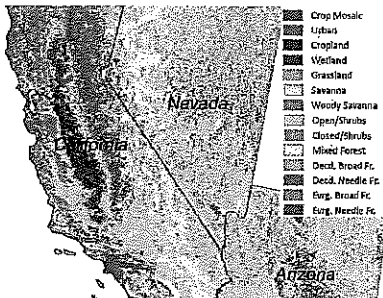 Crop Mosaic
Urban
Cropland
Wetland
Grassland
Savanna
Woody Savanna
Open/Shrubs
Closed/Shrubs
Mixed Forest
Decd. Broad Fr.
Decd. Needle Fr.
Evrg. Broad Fr.
Evrg. Needle Fr.
Nevada
California
Arizona